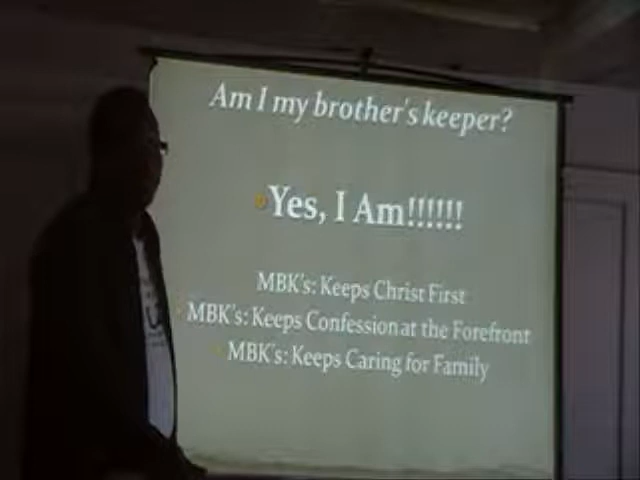 Am I my brother's keeper?
Yes, I Am!!!!!!
MBK's: Keeps Christ First
MBK's: Keeps Confession at the Forefront
MBK's: Keeps Caring for Family